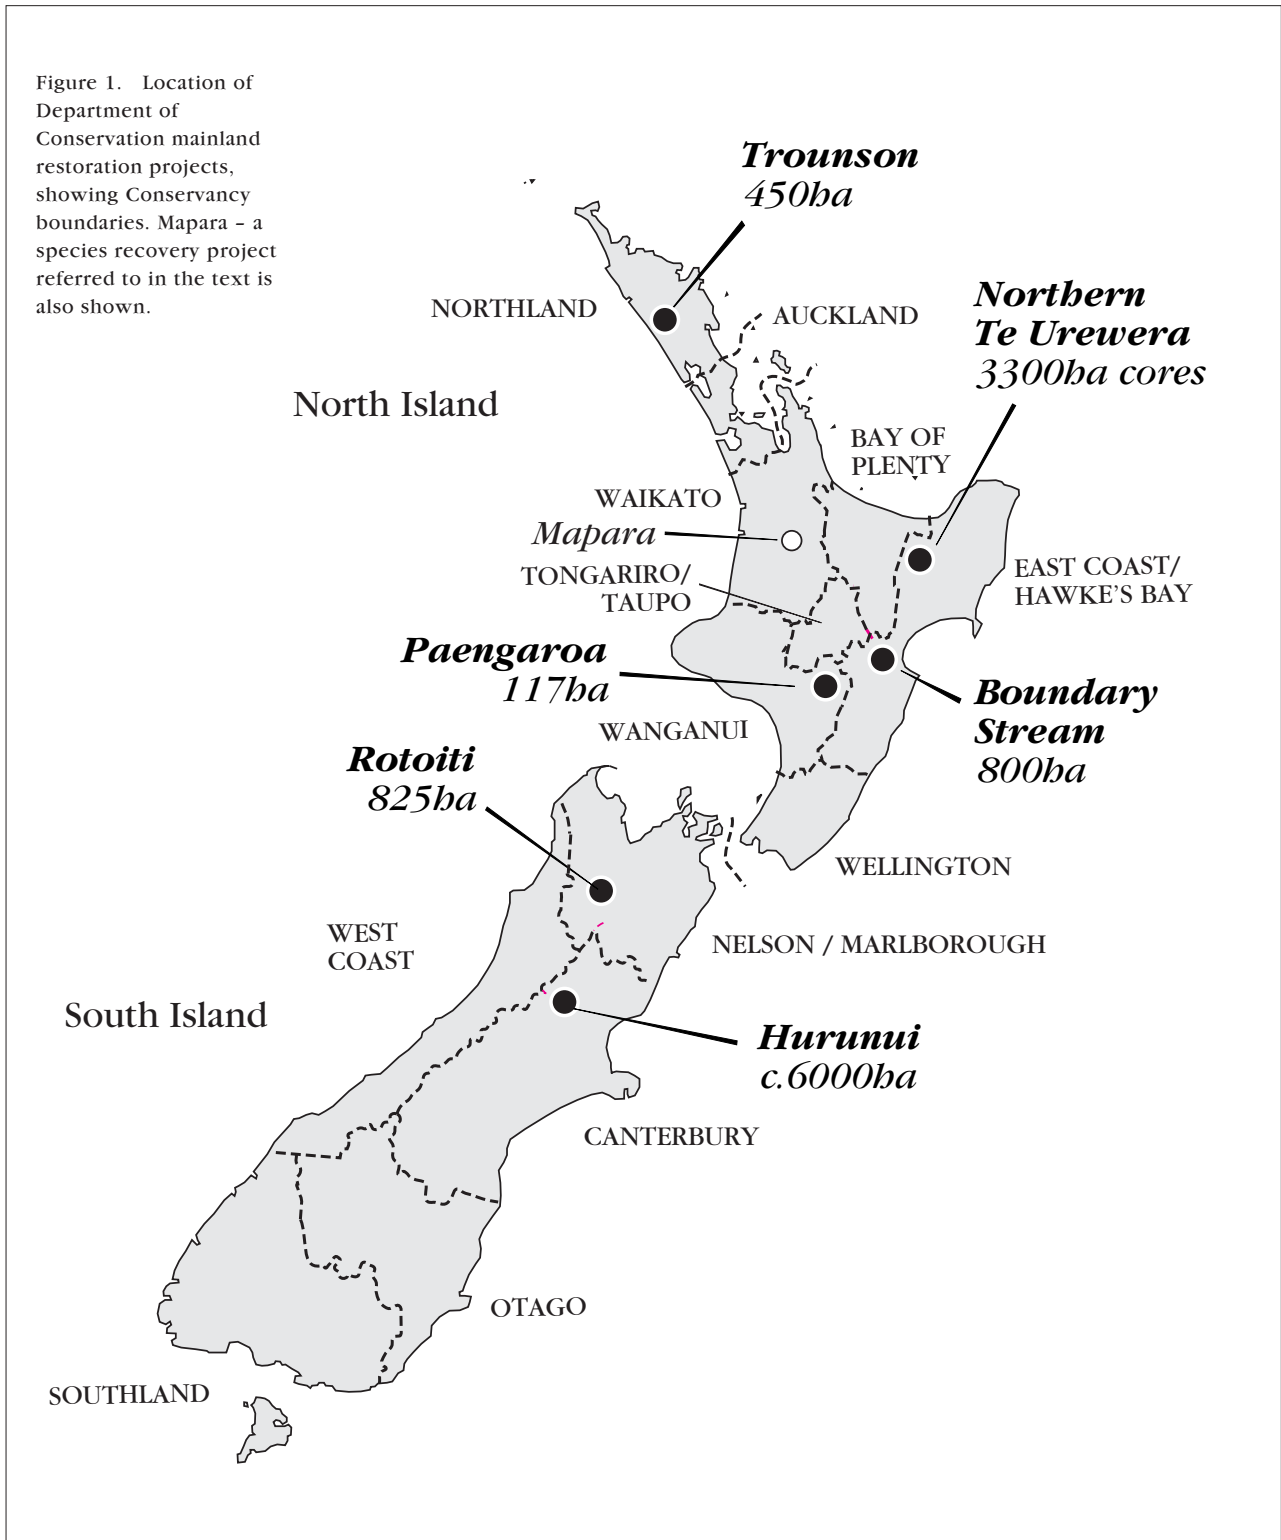 Figure 1. Location of
Department of
Conservation mainland
restoration projects,
showing Conservancy
boundaries. Mapara – a
species recovery project
referred to in the text is
also shown.
Trounson
450ha
NORTHLAND
AUCKLAND
Northern
Te Urewera
3300ha cores
North Island
BAY OF
PLENTY
WAIKATO
Mapara
TONGARIRO/
TAUPO
EAST COAST/
HAWKE'S BAY
Paengaroa
117ha
Boundary
Stream
800ha
WANGANUI
Rotoiti
825ha
WELLINGTON
WEST
COAST
NELSON / MARLBOROUGH
South Island
Hurunui
c.6000ha
CANTERBURY
OTAGO
SOUTHLAND